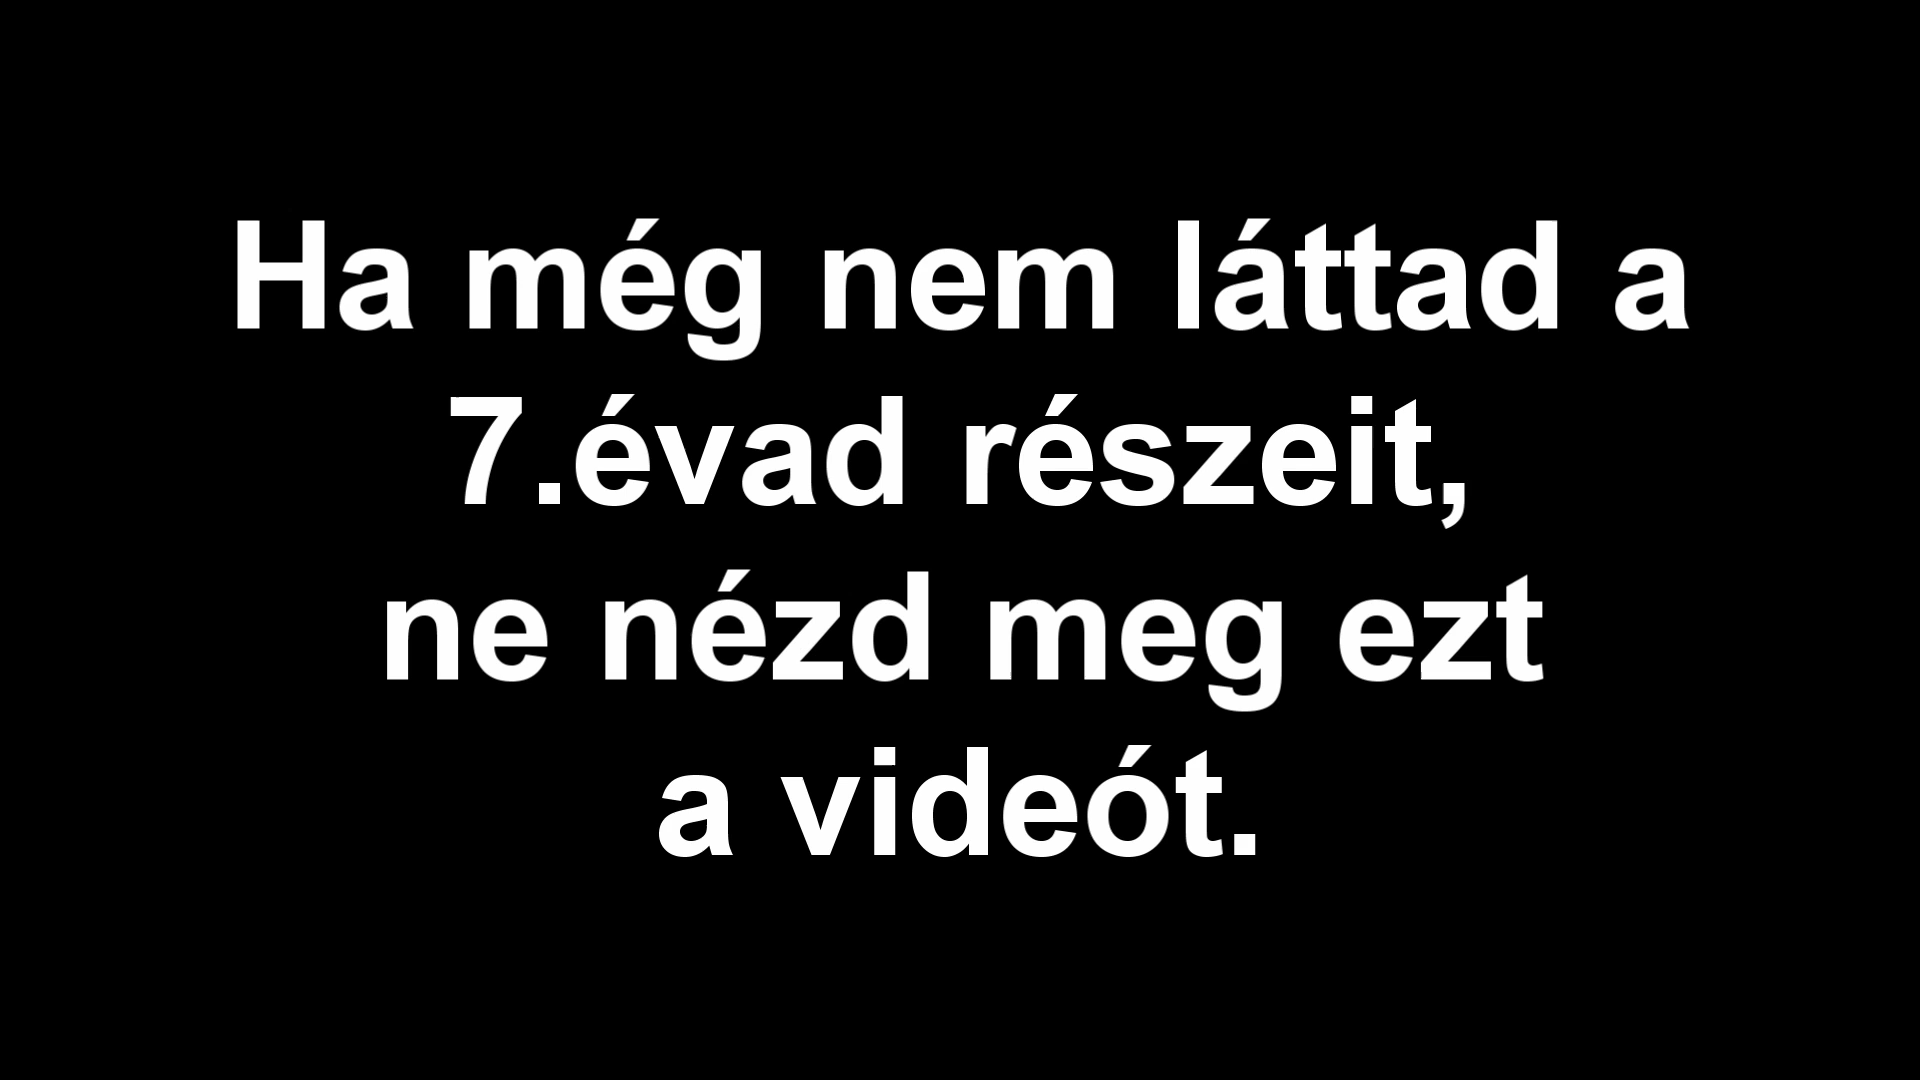 Ha még nem láttad a
7.évad részeit,
ne nézd meg ezt
a videót.